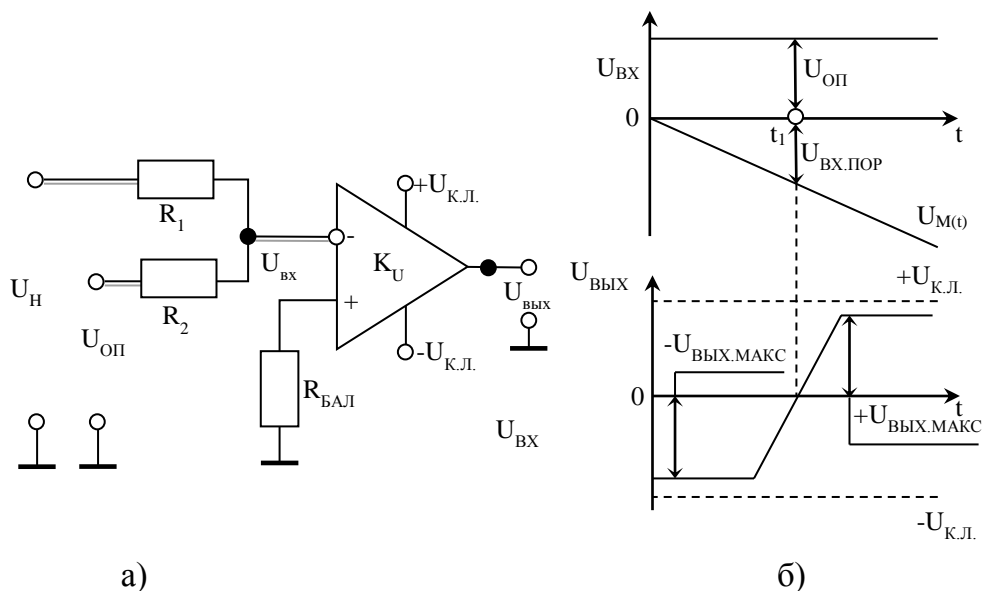 R1
R2
UН
UОП
Uвх
-
+
KU
+UК.Л.
-UК.Л.
Uвых
RБАЛ
UВХ
а)
UВХ
0
UОП
t1
t
UВХ.ПОР
UМ(t)
UВЫХ
+UК.Л.
-UВЫХ.МАКС
0
t
+UВЫХ.МАКС
-UК.Л.
б)